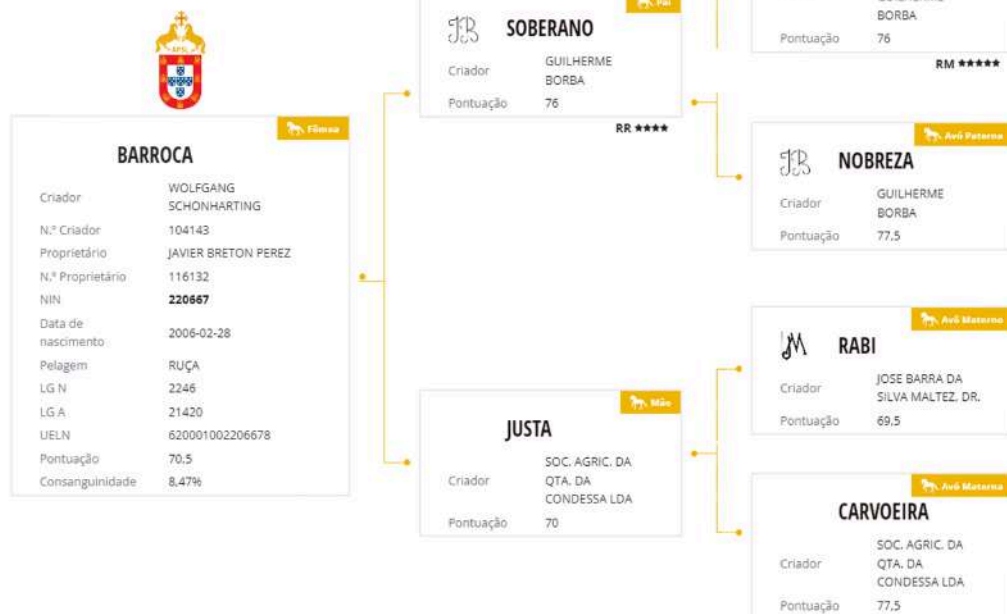 APSL
Fêmea
BARROCA
Criador WOLFGANG
SCHONHARTING
N.º Criador 104143
Proprietário JAVIER BRETON PEREZ
N.º Proprietário 116132
NIN 220667
Data de
nascimento 2006-02-28
Pelagem RUÇA
LG N 2246
LG A 21420
UELN 620001002206678
Pontuação 70,5
Consanguinidade 8,47%
Pai
SOBERANO
Criador GUILHERME
BORBA
Pontuação 76
RR ★★★★
Mãe
JUSTA
Criador SOC. AGRIC. DA
QTA. DA
CONDESSA LDA
Pontuação 70
BORBA
Pontuação 76
RM ★★★★★
Avó Paterna
NOBREZA
Criador GUILHERME
BORBA
Pontuação 77,5
Avô Materno
RABI
Criador JOSE BARRA DA
SILVA MALTEZ, DR.
Pontuação 69,5
Avó Materna
CARVOEIRA
Criador SOC. AGRIC. DA
QTA. DA
CONDESSA LDA
Pontuação 77,5